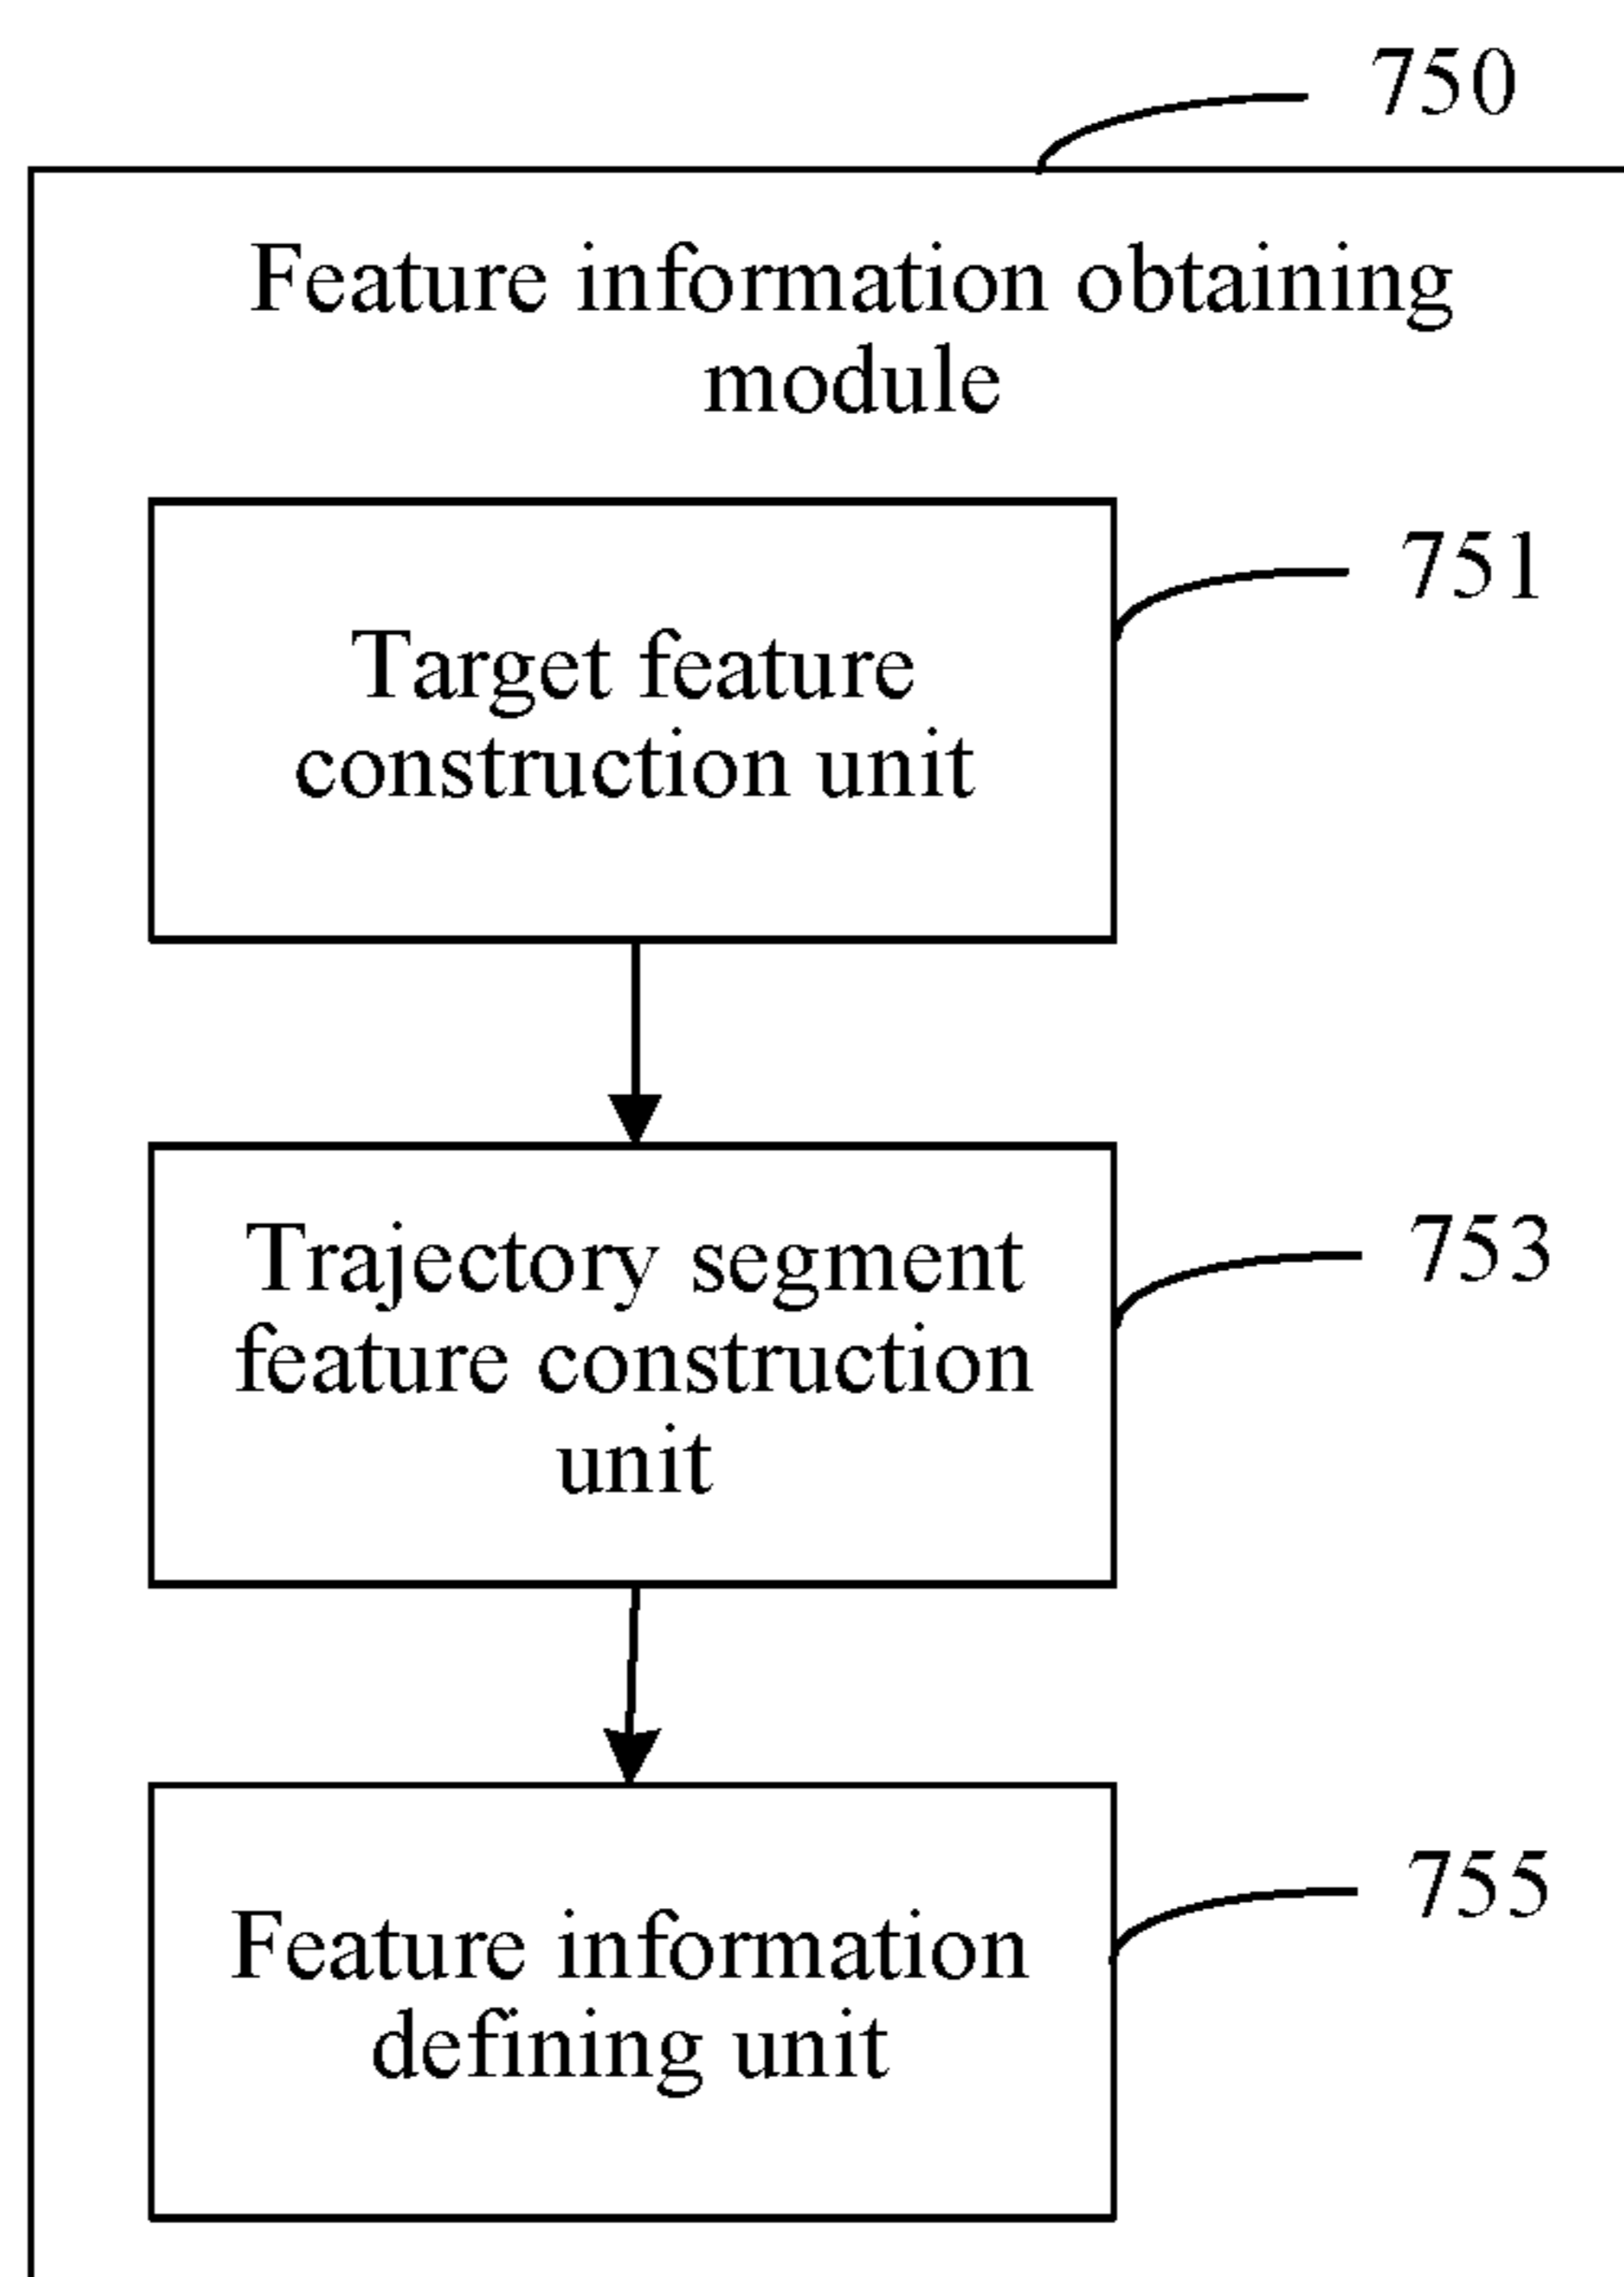 750
Feature information obtaining
module
751
Target feature
construction unit
753
Trajectory segment
feature construction
unit
755
Feature information
defining unit